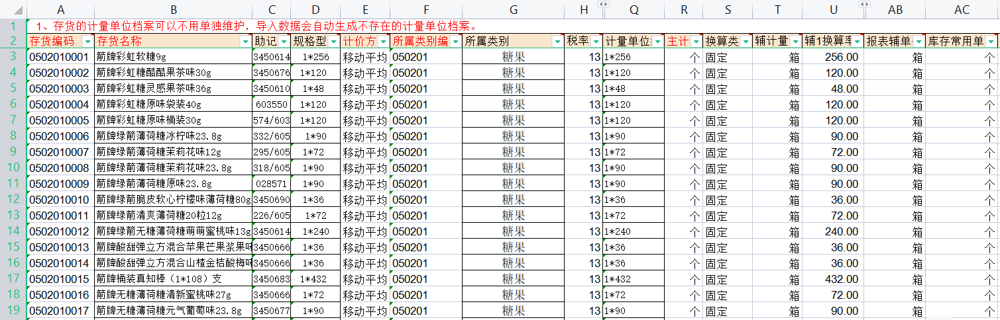 A B C D E F G H Q R S T U AB AC
1 1、存货的计量单位档案可以不用单独维护，导入数据会自动生成不存在的计量单位档案。
2 存货编码 存货名称 助记 规格型 计价方 所属类别编 所属类别 税率 计量单位 主计 换算类 辅计量 辅1换算率 报表辅单 库存常用单
3 0502010001 箭牌彩虹软糖9g 3450614 1*256 移动平均 050201 糖果 13 1*256 个 固定 箱 256.00 箱 个
4 0502010002 箭牌彩虹糖酷酷果茶味30g 3450676 1*120 移动平均 050201 糖果 13 1*120 个 固定 箱 120.00 箱 个
5 0502010003 箭牌彩虹糖灵感果茶味36g 3450610 1*48 移动平均 050201 糖果 13 1*48 个 固定 箱 48.00 箱 个
6 0502010004 箭牌彩虹糖原味袋装40g 603550 1*120 移动平均 050201 糖果 13 1*120 个 固定 箱 120.00 箱 个
7 0502010005 箭牌彩虹糖原味桶装30g 574/603 1*120 移动平均 050201 糖果 13 1*120 个 固定 箱 120.00 箱 个
8 0502010006 箭牌绿箭薄荷糖冰柠味23.8g 332/605 1*90 移动平均 050201 糖果 13 1*90 个 固定 箱 90.00 箱 个
9 0502010007 箭牌绿箭薄荷糖茉莉花味12g 295/605 1*72 移动平均 050201 糖果 13 1*72 个 固定 箱 72.00 箱 个
10 0502010008 箭牌绿箭薄荷糖茉莉花味23.8g 318/605 1*90 移动平均 050201 糖果 13 1*90 个 固定 箱 90.00 箱 个
11 0502010009 箭牌绿箭薄荷糖原味23.8g 028571 1*90 移动平均 050201 糖果 13 1*90 个 固定 箱 90.00 箱 个
12 0502010010 箭牌绿箭脆皮软心柠檬味薄荷糖80g 3450690 1*36 移动平均 050201 糖果 13 1*36 个 固定 箱 36.00 箱 个
13 0502010011 箭牌绿箭清爽薄荷糖20粒12g 226/605 1*72 移动平均 050201 糖果 13 1*72 个 固定 箱 72.00 箱 个
14 0502010012 箭牌绿箭无糖薄荷糖萌萌蜜桃味13g 3450614 1*240 移动平均 050201 糖果 13 1*240 个 固定 箱 240.00 箱 个
15 0502010013 箭牌酸甜弹立方混合苹果芒果浆果味 3450666 1*36 移动平均 050201 糖果 13 1*36 个 固定 箱 36.00 箱 个
16 0502010014 箭牌酸甜弹立方混合山楂金桔酸梅味 3450666 1*36 移动平均 050201 糖果 13 1*36 个 固定 箱 36.00 箱 个
17 0502010015 箭牌桶装真知棒（1*108）支 3450683 1*432 移动平均 050201 糖果 13 1*432 个 固定 箱 432.00 箱 个
18 0502010016 箭牌无糖薄荷糖清新蜜桃味27g 3450666 1*72 移动平均 050201 糖果 13 1*72 个 固定 箱 72.00 箱 个
19 0502010017 箭牌无糖薄荷糖元气葡萄味23.8g 3450677 1*90 移动平均 050201 糖果 13 1*90 个 固定 箱 90.00 箱 个